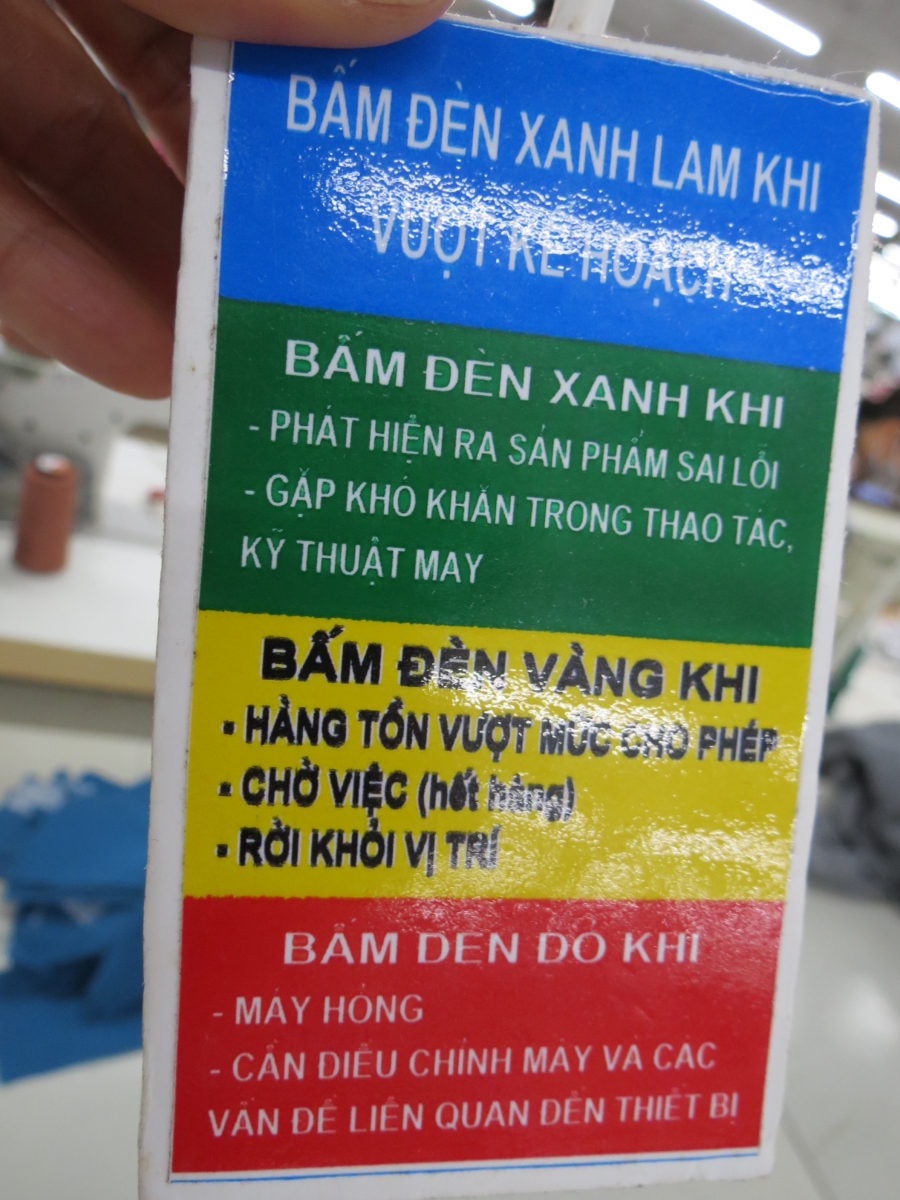 BẤM ĐÈN XANH LAM KHI
VƯỢT KẾ HOẠCH
BẤM ĐÈN XANH KHI
- PHÁT HIỆN RA SẢN PHẨM SAI LỖI
- GẶP KHÓ KHĂN TRONG THAO TÁC,
KỸ THUẬT MAY
BẤM ĐÈN VÀNG KHI
- HÀNG TỒN VƯỢT MỨC CHO PHÉP
- CHỜ VIỆC (hết hàng)
- RỜI KHỎI VỊ TRÍ
BẤM ĐÈN ĐỎ KHI
- MÁY HỎNG
- CẦN ĐIỀU CHỈNH MÁY VÀ CÁC
VẤN ĐỀ LIÊN QUAN ĐẾN THIẾT BỊ